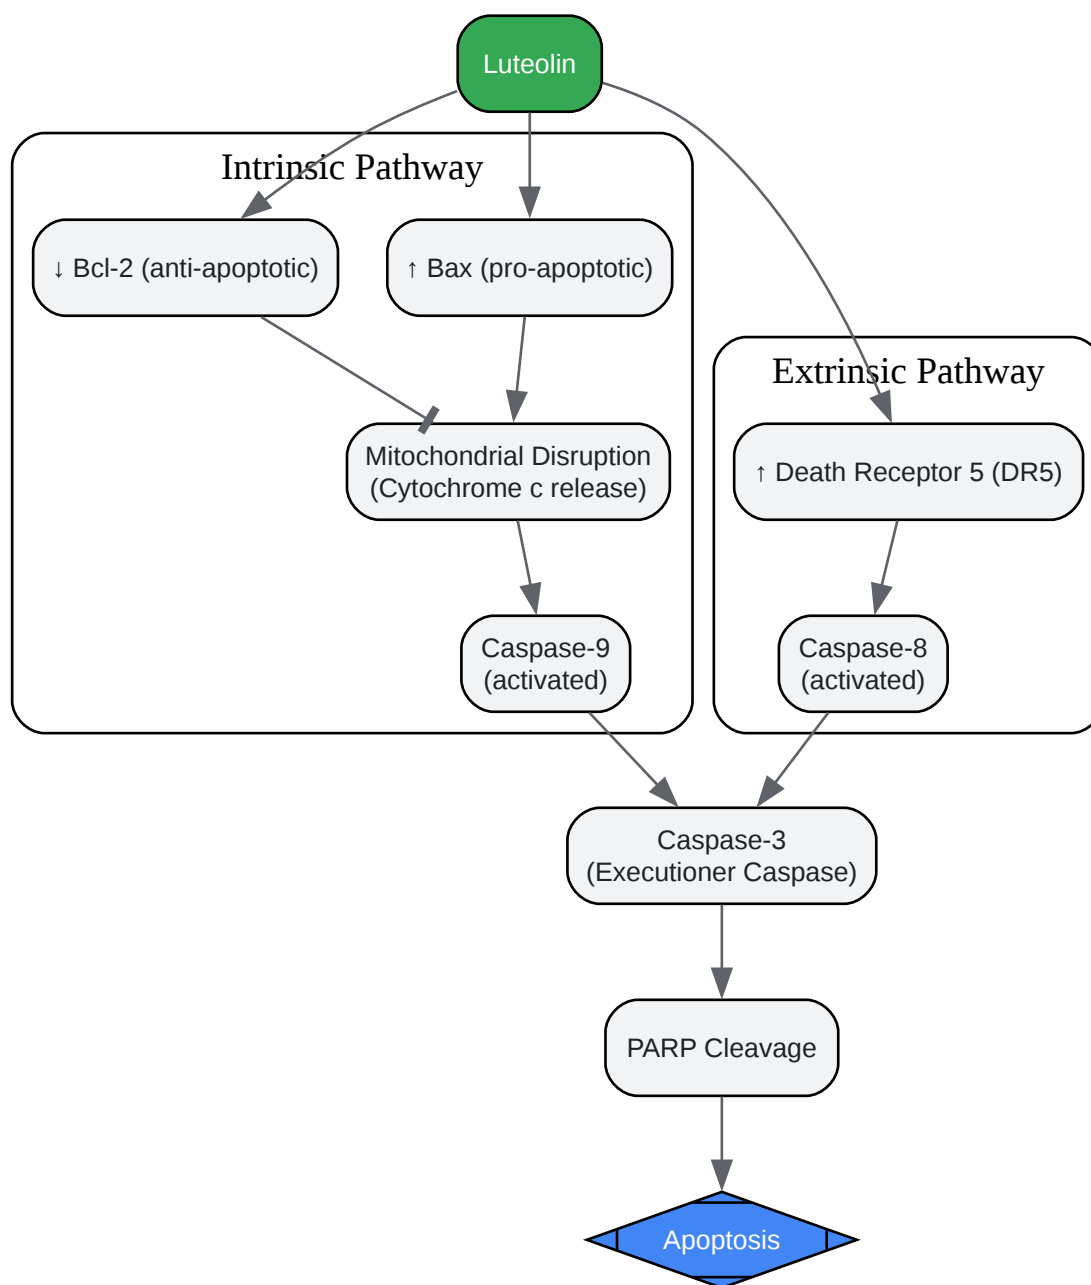 Luteolin
Intrinsic Pathway
↓ Bcl-2 (anti-apoptotic)
↑ Bax (pro-apoptotic)
Extrinsic Pathway
Mitochondrial Disruption
(Cytochrome c release)
↑ Death Receptor 5 (DR5)
Caspase-9
(activated)
Caspase-8
(activated)
Caspase-3
(Executioner Caspase)
PARP Cleavage
Apoptosis